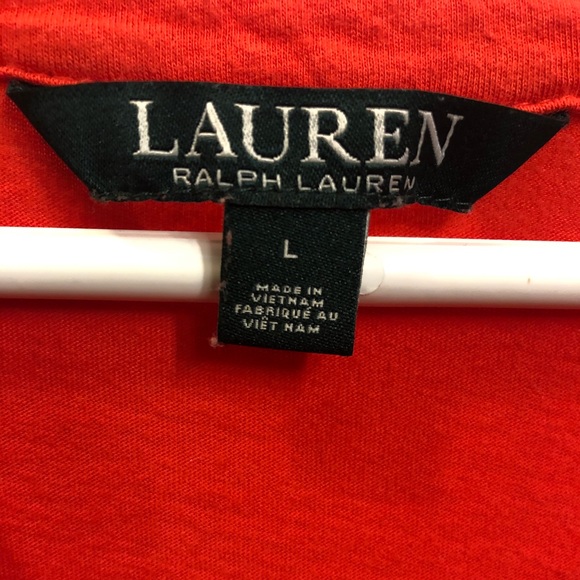 LAUREN
RALPH LAUREN
L
MADE IN
VIETNAM
FABRIQUÉ AU
VIÊT NAM